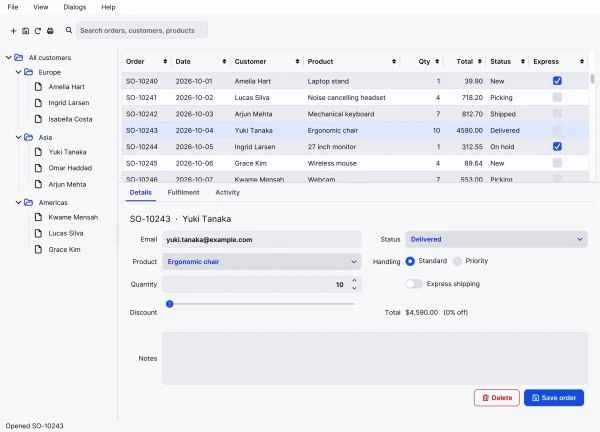 File View Dialogs Help
Search orders, customers, products
All customers
Europe
Amelia Hart
Ingrid Larsen
Isabella Costa
Asia
Yuki Tanaka
Omar Haddad
Arjun Mehta
Americas
Kwame Mensah
Lucas Silva
Grace Kim
Order Date Customer Product Qty Total Status Express
SO-10240 2026-10-01 Amelia Hart Laptop stand 1 39.90 New
SO-10241 2026-10-02 Lucas Silva Noise cancelling headset 4 718.20 Picking
SO-10242 2026-10-03 Arjun Mehta Mechanical keyboard 7 812.70 Shipped
SO-10243 2026-10-04 Yuki Tanaka Ergonomic chair 10 4590.00 Delivered
SO-10244 2026-10-05 Ingrid Larsen 27 inch monitor 1 312.55 On hold
SO-10245 2026-10-06 Grace Kim Wireless mouse 4 89.64 New
SO-10246 2026-10-07 Kwame Mensah Webcam 7 553.00 Picking
Details Fulfilment Activity
SO-10243 · Yuki Tanaka
Email yuki.tanaka@example.com Status Delivered
Product Ergonomic chair Handling Standard Priority
Quantity 10 Express shipping
Discount Total $4,590.00 (0% off)
Notes
Delete Save order
Opened SO-10243